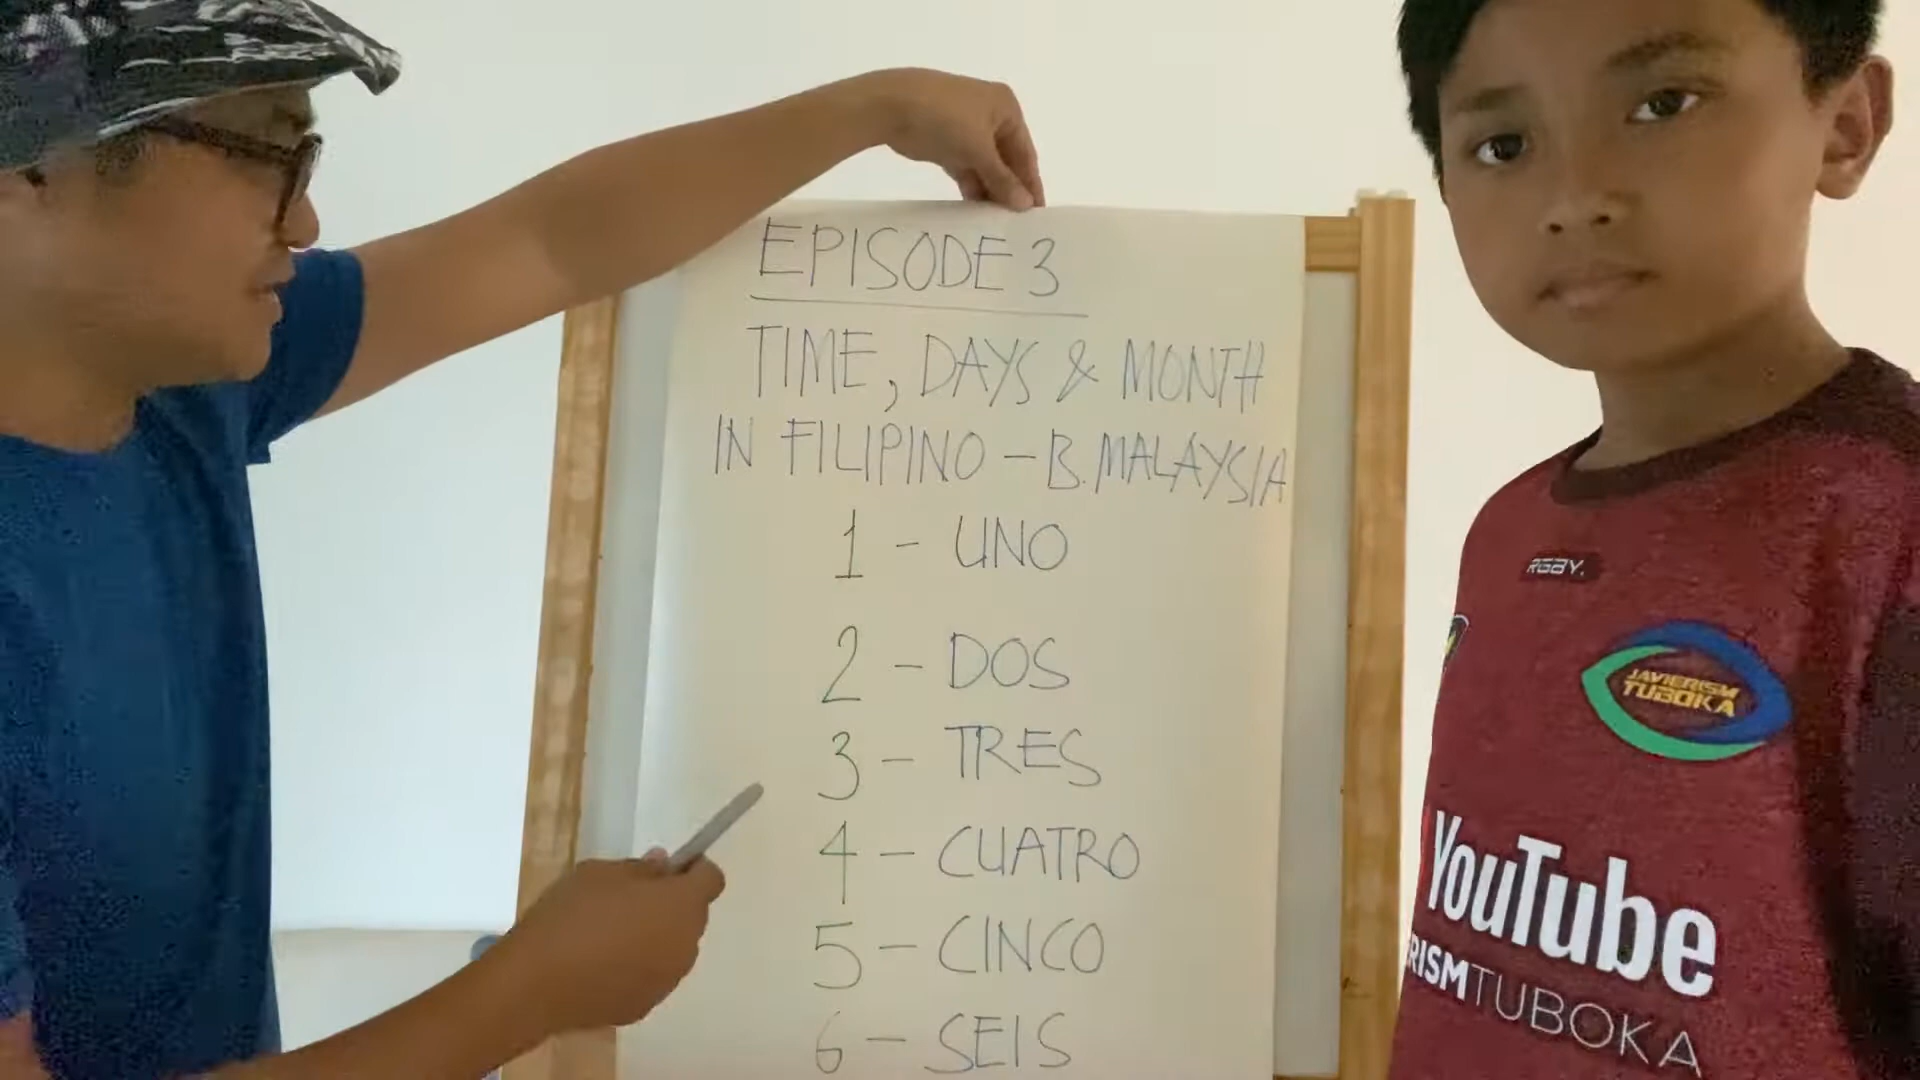 EPISODE 3
TIME, DAYS & MONTH
IN FILIPINO - B. MALAYSIA
1 - UNO
2 - DOS
3 - TRES
4 - CUATRO
5 - CINCO
6 - SEIS
RGBY.
JAVIERISM
TUBOKA
YouTube
RISMTUBOKA